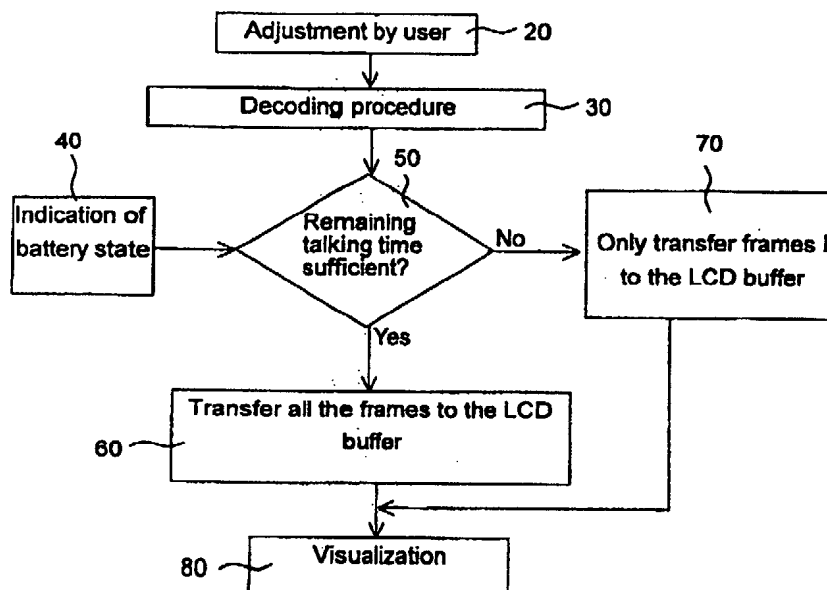 Adjustment by user
20
Decoding procedure
30
40
Indication of
battery state
50
Remaining
talking time
sufficient?
No
70
Only transfer frames I
to the LCD buffer
Yes
Transfer all the frames to the LCD
buffer
60
Visualization
80